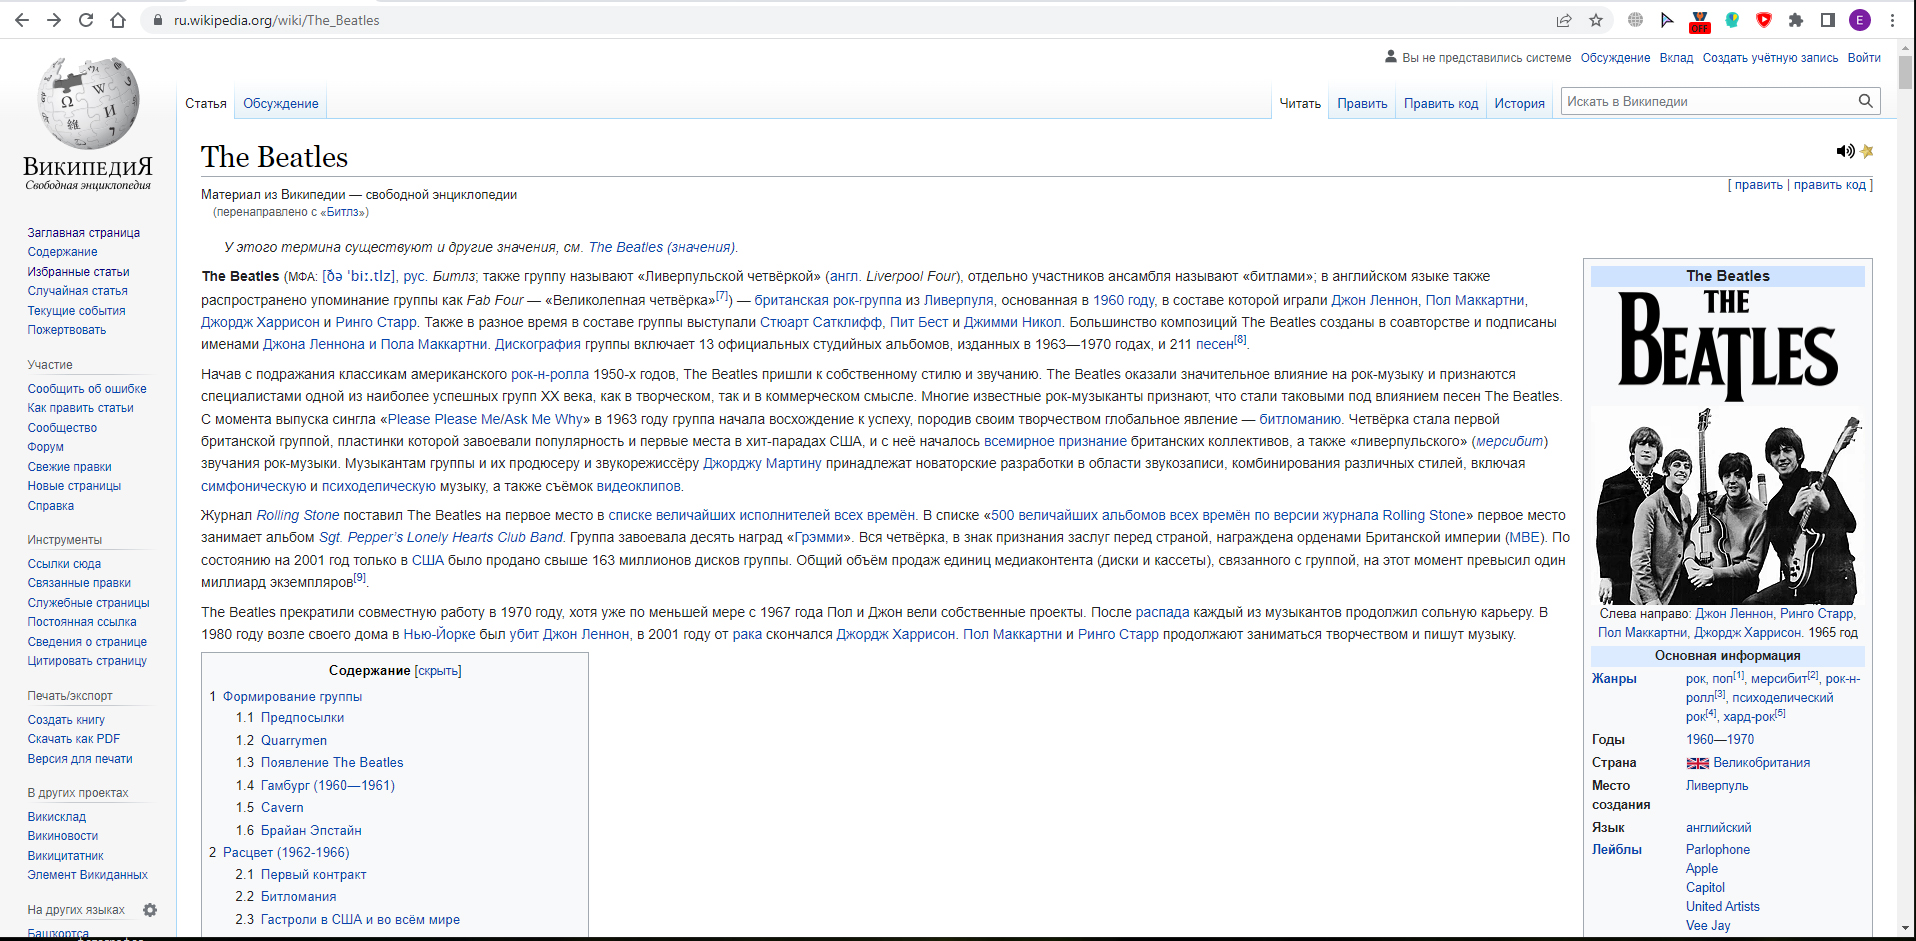 ru.wikipedia.org/wiki/The_Beatles
OFF
E
ВИКИПЕДИЯ
Свободная энциклопедия
Вы не представились системе Обсуждение Вклад Создать учётную запись Войти
Статья Обсуждение Читать Править Править код История Искать в Википедии
The Beatles
[ править | править код ]
Материал из Википедии — свободной энциклопедии
(перенаправлено с «Битлз»)
У этого термина существуют и другие значения, см. The Beatles (значения).
The Beatles (МФА: [ðə ˈbiː.tlz], рус. Битлз; также группу называют «Ливерпульской четвёркой» (англ. Liverpool Four), отдельно участников ансамбля называют «битлами»; в английском языке также
распространено упоминание группы как Fab Four — «Великолепная четвёрка»[7]) — британская рок-группа из Ливерпуля, основанная в 1960 году, в составе которой играли Джон Леннон, Пол Маккартни,
Джордж Харрисон и Ринго Старр. Также в разное время в составе группы выступали Стюарт Сатклифф, Пит Бест и Джимми Никол. Большинство композиций The Beatles созданы в соавторстве и подписаны
именами Джона Леннона и Пола Маккартни. Дискография группы включает 13 официальных студийных альбомов, изданных в 1963—1970 годах, и 211 песен[8].
Начав с подражания классикам американского рок-н-ролла 1950-х годов, The Beatles пришли к собственному стилю и звучанию. The Beatles оказали значительное влияние на рок-музыку и признаются
специалистами одной из наиболее успешных групп XX века, как в творческом, так и в коммерческом смысле. Многие известные рок-музыканты признают, что стали таковыми под влиянием песен The Beatles.
С момента выпуска сингла «Please Please Me/Ask Me Why» в 1963 году группа начала восхождение к успеху, породив своим творчеством глобальное явление — битломанию. Четвёрка стала первой
британской группой, пластинки которой завоевали популярность и первые места в хит-парадах США, и с неё началось всемирное признание британских коллективов, а также «ливерпульского» (мерсибит)
звучания рок-музыки. Музыкантам группы и их продюсеру и звукорежиссёру Джорджу Мартину принадлежат новаторские разработки в области звукозаписи, комбинирования различных стилей, включая
симфоническую и психоделическую музыку, а также съёмок видеоклипов.
Журнал Rolling Stone поставил The Beatles на первое место в списке величайших исполнителей всех времён. В списке «500 величайших альбомов всех времён по версии журнала Rolling Stone» первое место
занимает альбом Sgt. Pepper's Lonely Hearts Club Band. Группа завоевала десять наград «Грэмми». Вся четвёрка, в знак признания заслуг перед страной, награждена орденами Британской империи (MBE). По
состоянию на 2001 год только в США было продано свыше 163 миллионов дисков группы. Общий объём продаж единиц медиаконтента (диски и кассеты), связанного с группой, на этот момент превысил один
миллиард экземпляров[9].
The Beatles прекратили совместную работу в 1970 году, хотя уже по меньшей мере с 1967 года Пол и Джон вели собственные проекты. После распада каждый из музыкантов продолжил сольную карьеру. В
1980 году возле своего дома в Нью-Йорке был убит Джон Леннон, в 2001 году от рака скончался Джордж Харрисон. Пол Маккартни и Ринго Старр продолжают заниматься творчеством и пишут музыку.
Содержание [скрыть]
1 Формирование группы
1.1 Предпосылки
1.2 Quarrymen
1.3 Появление The Beatles
1.4 Гамбург (1960—1961)
1.5 Cavern
1.6 Брайан Эпстайн
2 Расцвет (1962-1966)
2.1 Первый контракт
2.2 Битломания
2.3 Гастроли в США и во всём мире
The Beatles
THE
BEATLES
Слева направо: Джон Леннон, Ринго Старр,
Пол Маккартни, Джордж Харрисон. 1965 год
Основная информация
Жанры рок, поп[1], мерсибит[2], рок-н-
ролл[3], психоделический
рок[4], хард-рок[5]
Годы 1960—1970
Страна Великобритания
Место Ливерпуль
создания
Язык английский
Лейблы Parlophone
Apple
Capitol
United Artists
Vee Jay
Заглавная страница
Содержание
Избранные статьи
Случайная статья
Текущие события
Пожертвовать
Участие
Сообщить об ошибке
Как править статьи
Сообщество
Форум
Свежие правки
Новые страницы
Справка
Инструменты
Ссылки сюда
Связанные правки
Служебные страницы
Постоянная ссылка
Сведения о странице
Цитировать страницу
Печать/экспорт
Создать книгу
Скачать как PDF
Версия для печати
В других проектах
Викисклад
Викиновости
Викицитатник
Элемент Викиданных
На других языках
Башҡортса